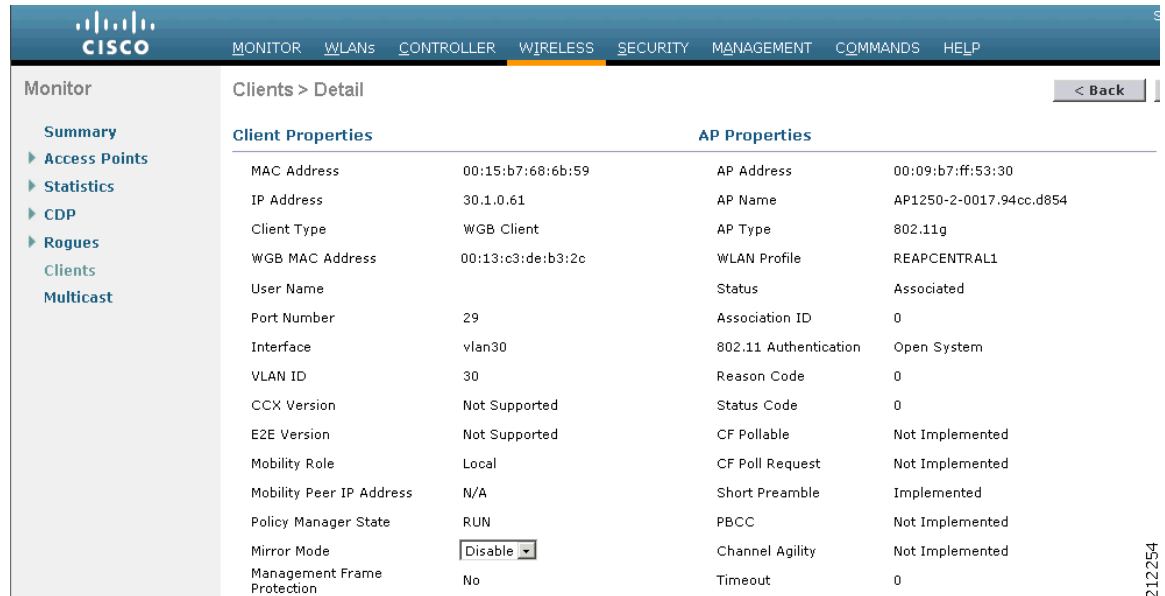 CISCO
MONITOR WLANs CONTROLLER WIRELESS SECURITY MANAGEMENT COMMANDS HELP
Monitor
Summary
Access Points
Statistics
CDP
Rogues
Clients
Multicast
Clients > Detail
< Back
Client Properties
MAC Address 00:15:b7:68:6b:59
IP Address 30.1.0.61
Client Type WGB Client
WGB MAC Address 00:13:c3:de:b3:2c
User Name
Port Number 29
Interface vlan30
VLAN ID 30
CCX Version Not Supported
E2E Version Not Supported
Mobility Role Local
Mobility Peer IP Address N/A
Policy Manager State RUN
Mirror Mode Disable
Management Frame
Protection No
AP Properties
AP Address 00:09:b7:ff:53:30
AP Name AP1250-2-0017.94cc.d854
AP Type 802.11g
WLAN Profile REAPCENTRAL1
Status Associated
Association ID 0
802.11 Authentication Open System
Reason Code 0
Status Code 0
CF Pollable Not Implemented
CF Poll Request Not Implemented
Short Preamble Implemented
PBCC Not Implemented
Channel Agility Not Implemented
Timeout 0
212254